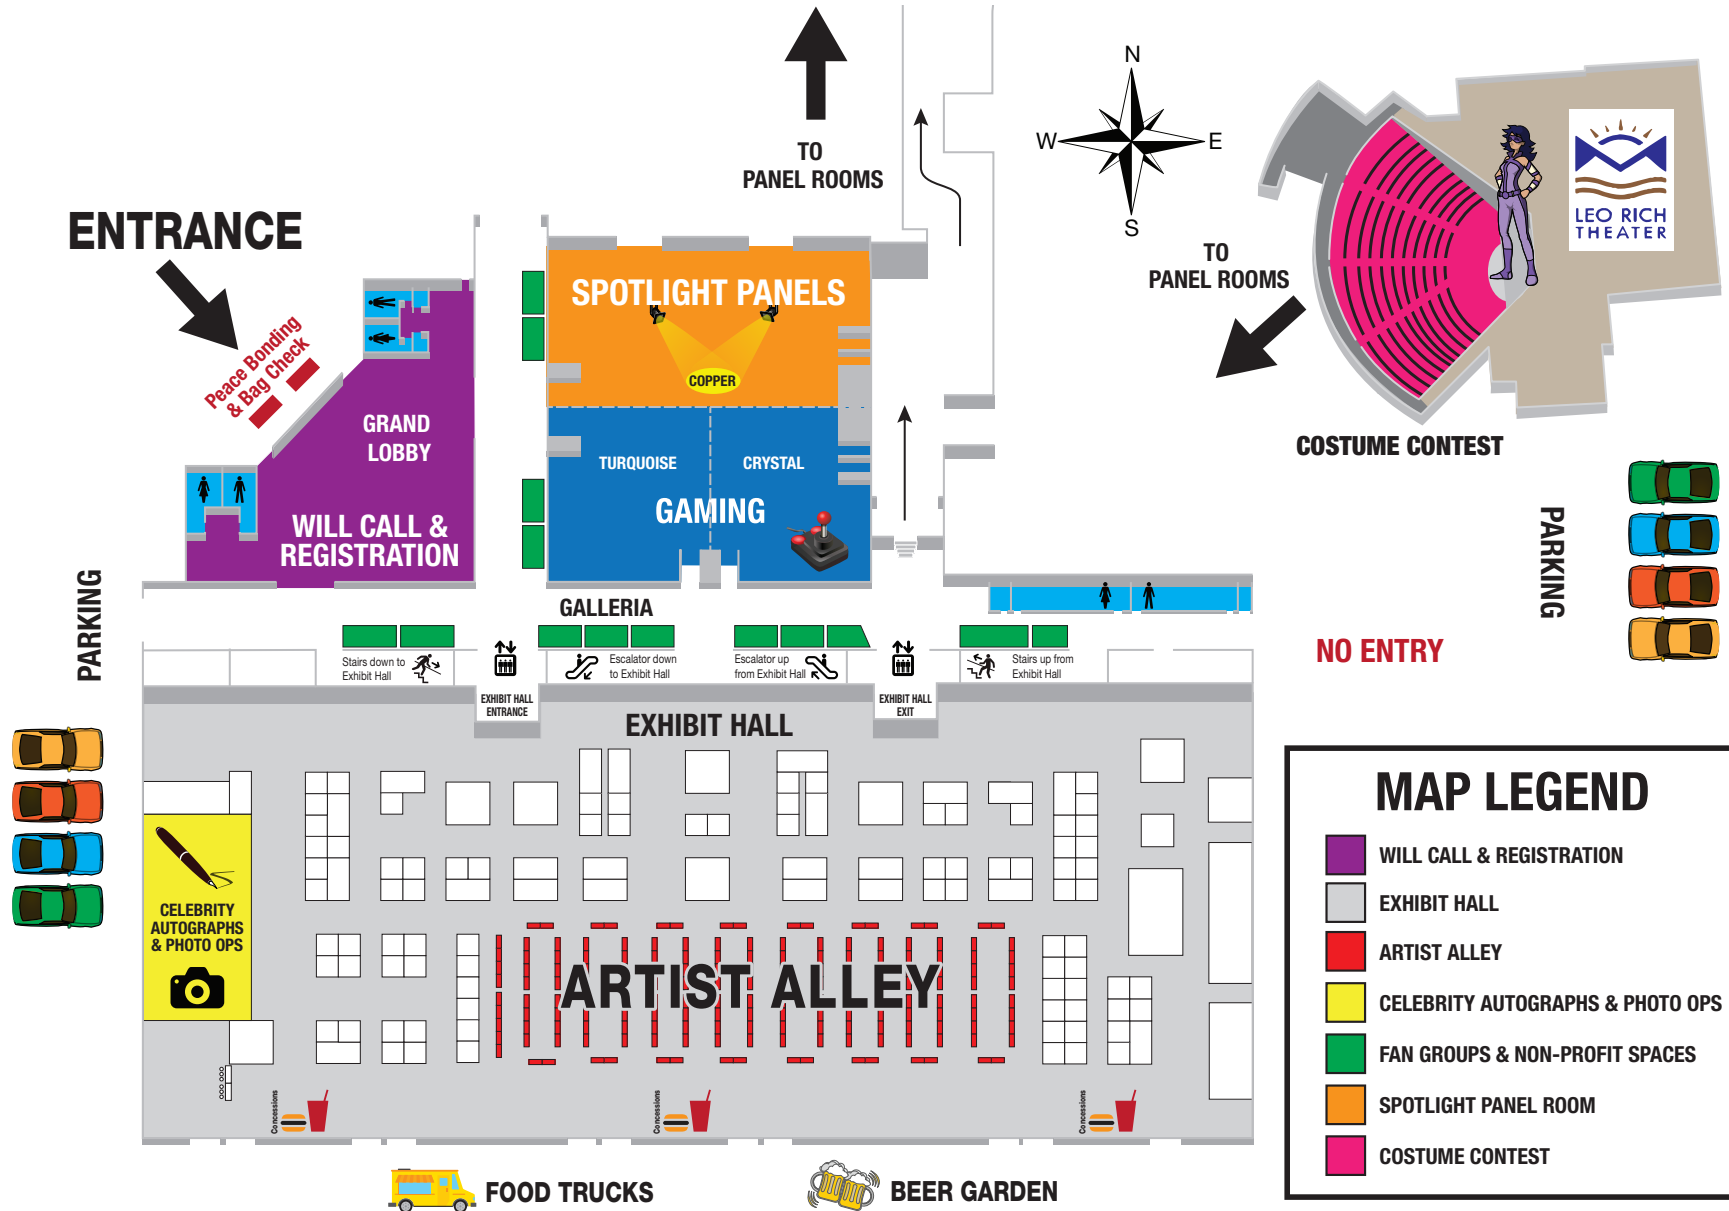 TO
PANEL ROOMS
N
W
E
S
LEO RICH
THEATER
ENTRANCE
TO
PANEL ROOMS
Peace Bonding
& Bag Check
SPOTLIGHT PANELS
COPPER
GRAND
LOBBY
COSTUME CONTEST
TURQUOISE
CRYSTAL
GAMING
WILL CALL &
REGISTRATION
PARKING
PARKING
GALLERIA
NO ENTRY
Stairs down to
Exhibit Hall
Escalator down
to Exhibit Hall
Escalator up
from Exhibit Hall
Stairs up from
Exhibit Hall
EXHIBIT HALL
ENTRANCE
EXHIBIT HALL
EXIT
EXHIBIT HALL
CELEBRITY
AUTOGRAPHS
& PHOTO OPS
ARTIST ALLEY
Concessions
Concessions
Concessions
FOOD TRUCKS
BEER GARDEN
MAP LEGEND
WILL CALL & REGISTRATION
EXHIBIT HALL
ARTIST ALLEY
CELEBRITY AUTOGRAPHS & PHOTO OPS
FAN GROUPS & NON-PROFIT SPACES
SPOTLIGHT PANEL ROOM
COSTUME CONTEST